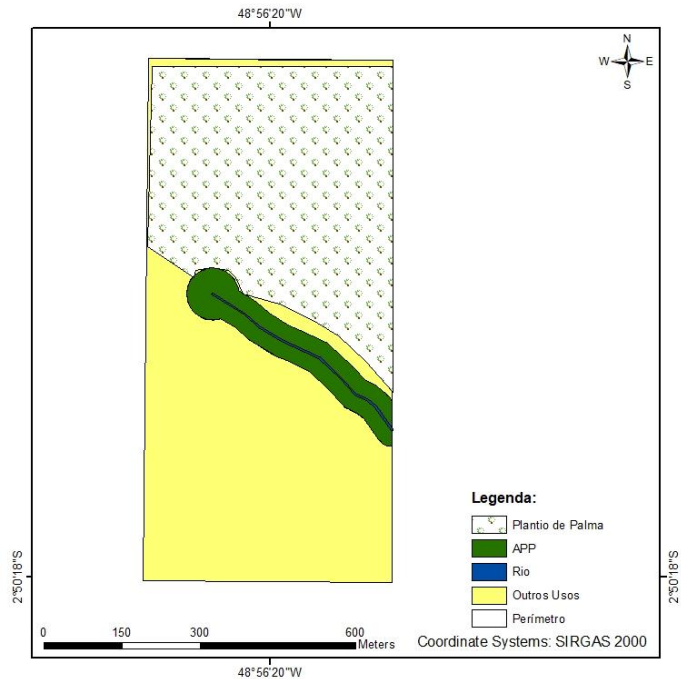 48°56'20"W
N
W E
S
Legenda:
Plantio de Palma
APP
Rio
Outros Usos
Perímetro
2°50'18"S
2°50'18"S
0 150 300 600
Meters
Coordinate Systems: SIRGAS 2000
48°56'20"W